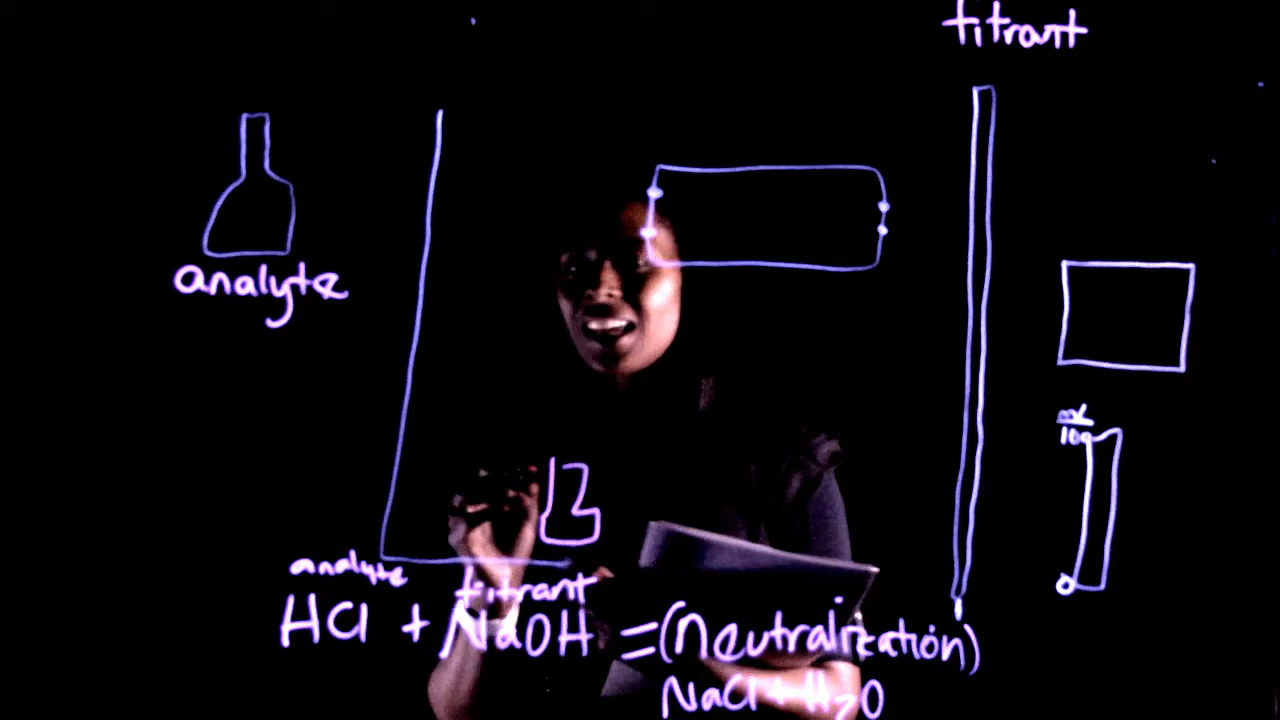 titrant
analyte
analyte
titrant
HCl + NaOH = (neutralization)
NaCl + H2O